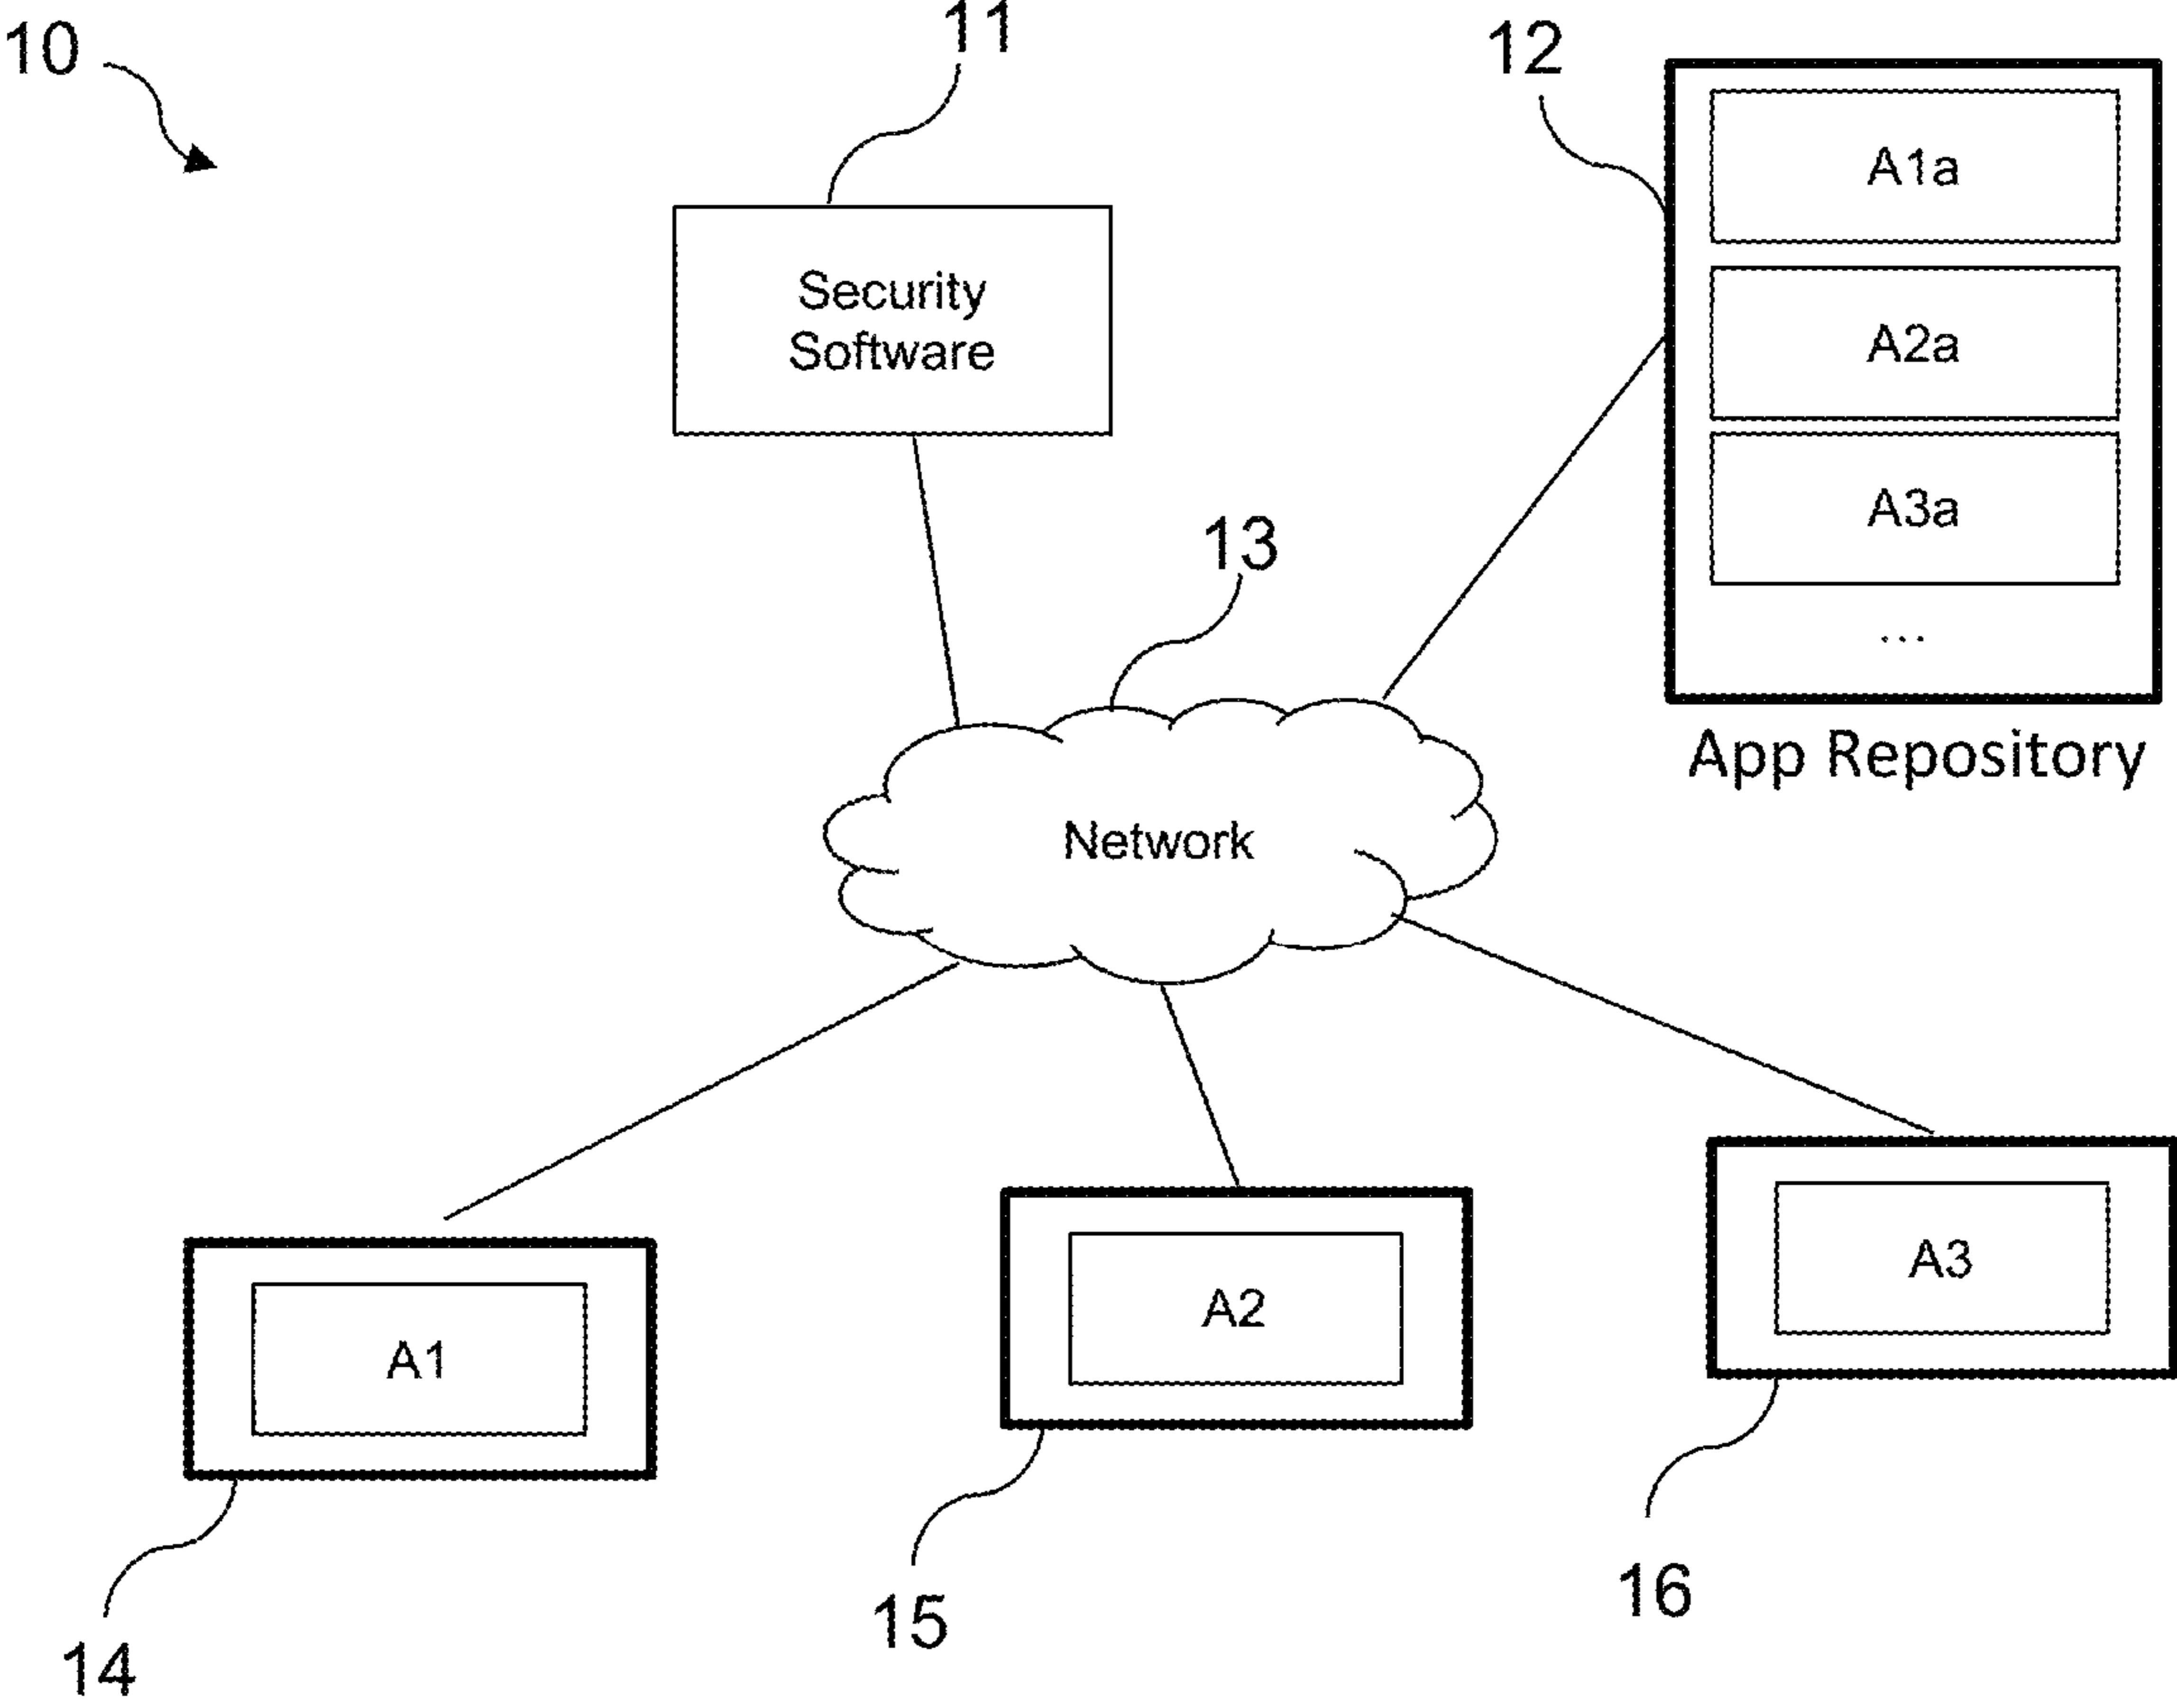 10
11
12
A1a
Security
Software
A2a
A3a
13
...
App Repository
Network
A1
A2
A3
14
15
16